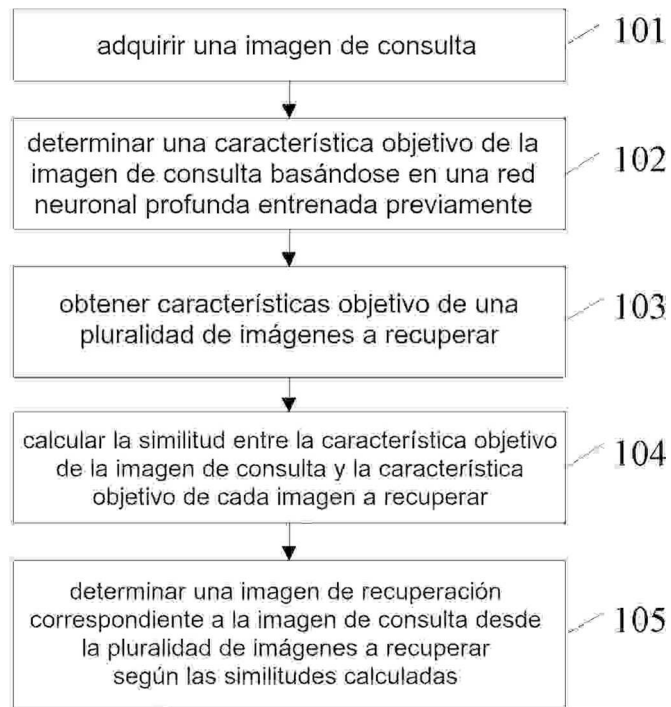 adquirir una imagen de consulta
101
determinar una característica objetivo de la
imagen de consulta basándose en una red
neuronal profunda entrenada previamente
102
obtener características objetivo de una
pluralidad de imágenes a recuperar
103
calcular la similitud entre la característica objetivo
de la imagen de consulta y la característica
objetivo de cada imagen a recuperar
104
determinar una imagen de recuperación
correspondiente a la imagen de consulta desde
la pluralidad de imágenes a recuperar
según las similitudes calculadas
105